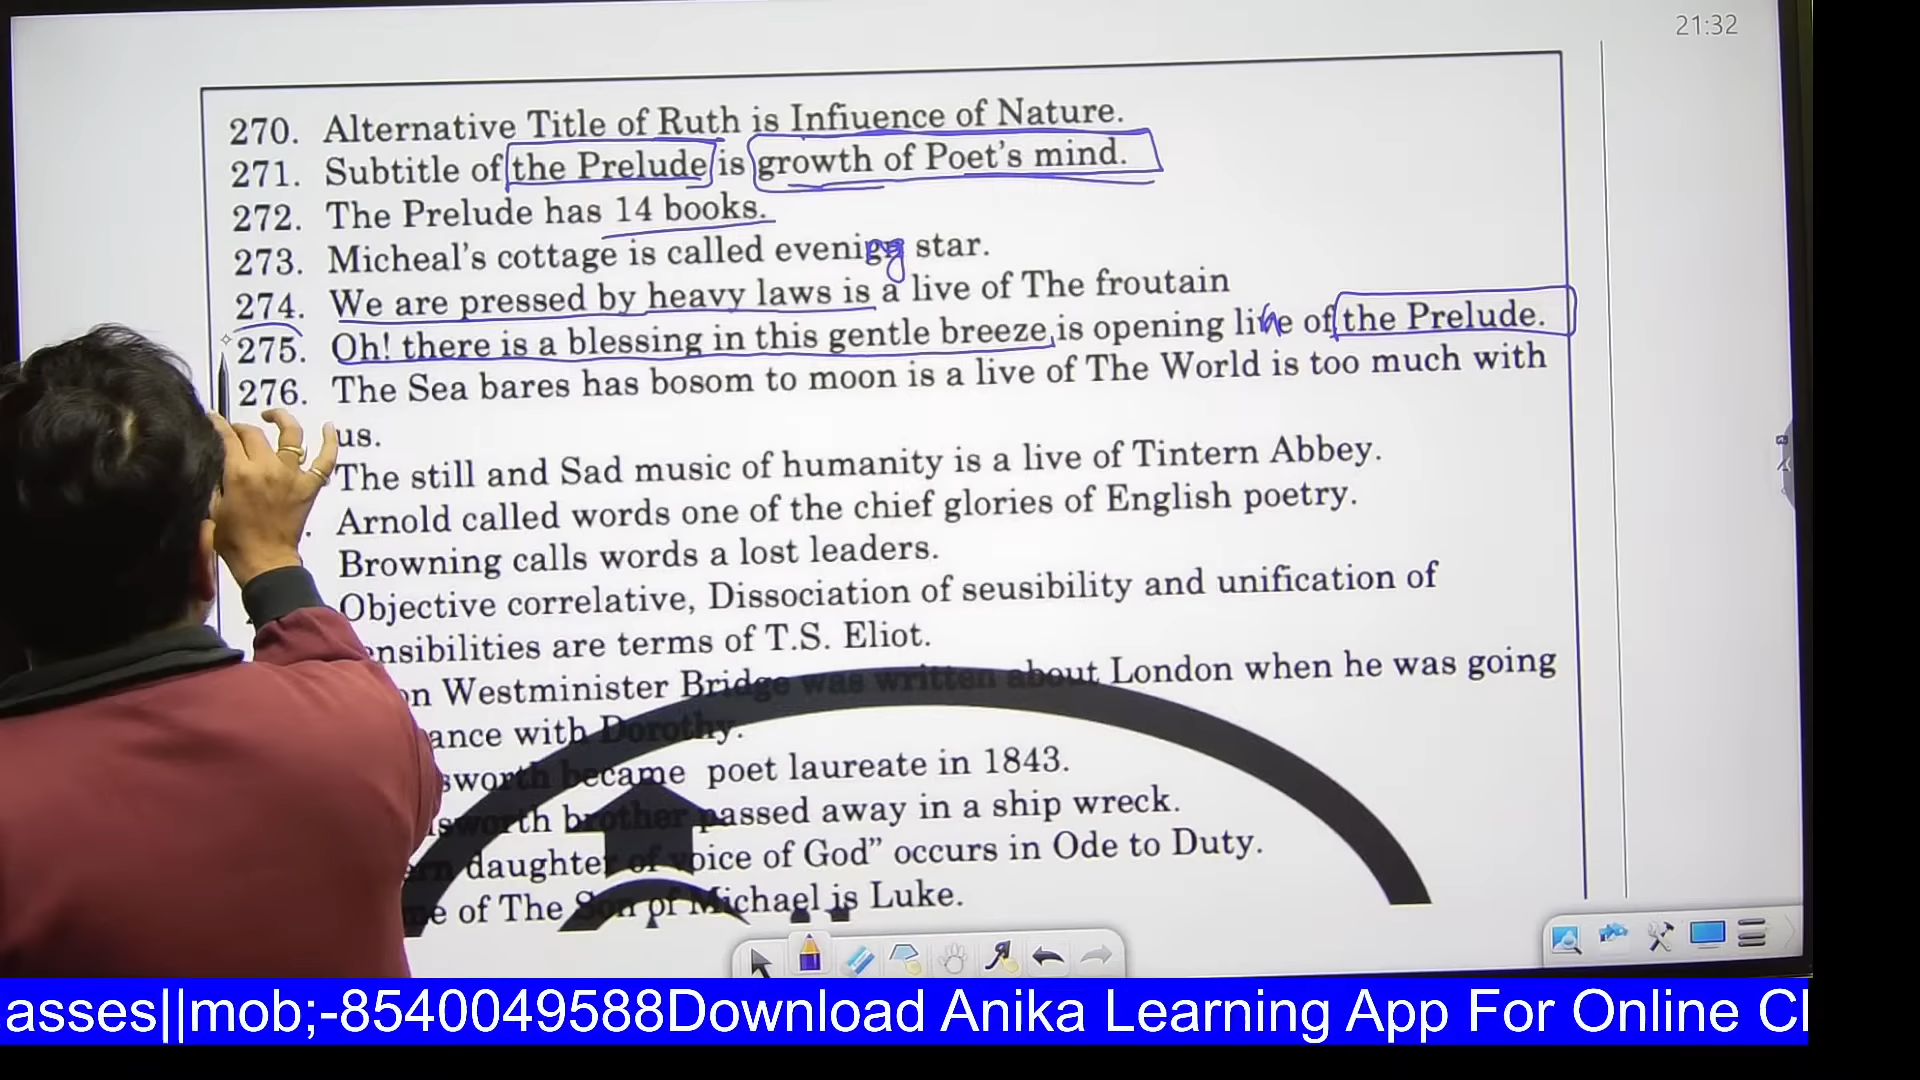 21:32
270. Alternative Title of Ruth is Infiuence of Nature.
271. Subtitle of the Prelude is growth of Poet's mind.
272. The Prelude has 14 books.
273. Micheal's cottage is called evening star.
274. We are pressed by heavy laws is a live of The froutain
275. Oh! there is a blessing in this gentle breeze, is opening line of the Prelude.
276. The Sea bares has bosom to moon is a live of The World is too much with
us.
The still and Sad music of humanity is a live of Tintern Abbey.
. Arnold called words one of the chief glories of English poetry.
Browning calls words a lost leaders.
Objective correlative, Dissociation of seusibility and unification of
ensibilities are terms of T.S. Eliot.
on Westminister Bridge was written about London when he was going
ance with Dorothy.
sworth became poet laureate in 1843.
sworth brother passed away in a ship wreck.
ern daughter of voice of God” occurs in Ode to Duty.
e of The Son of Michael is Luke.
asses||mob;-8540049588Download Anika Learning App For Online Cl